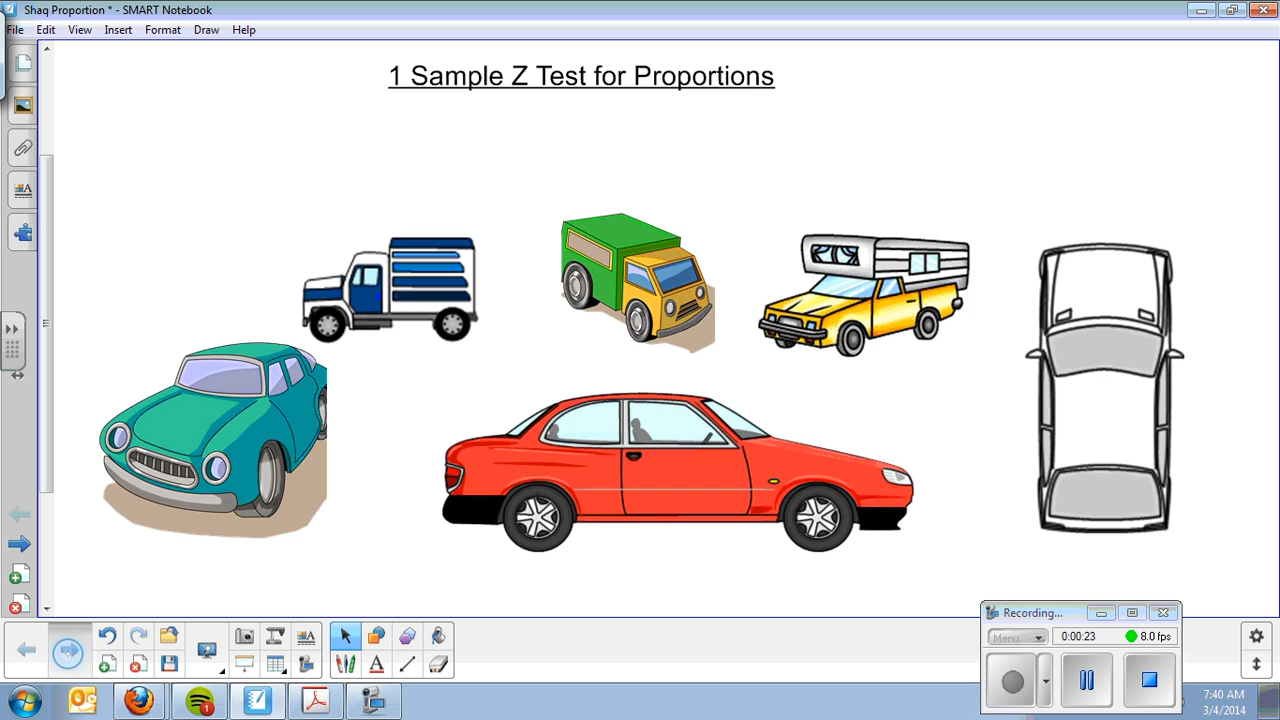 Shaq Proportion * - SMART Notebook
File Edit View Insert Format Draw Help
1 Sample Z Test for Proportions
Recording...
Menu 0:00:23 8.0 fps
1
7:40 AM
3/4/2014